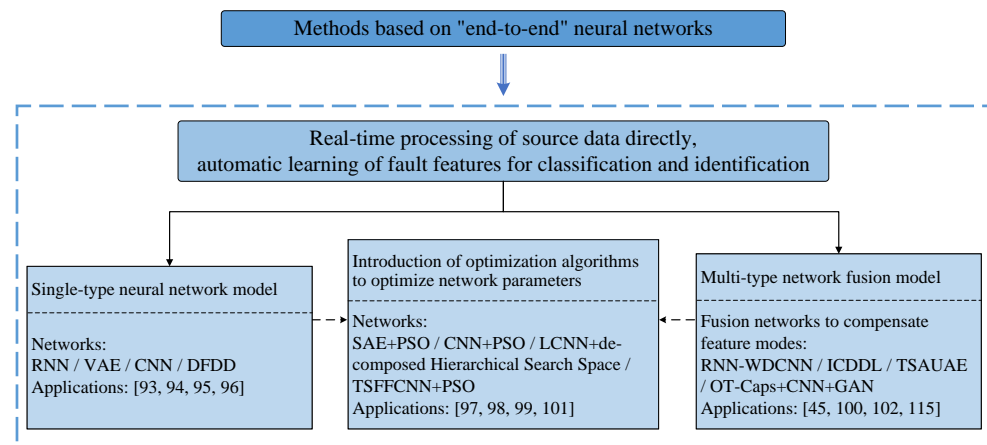 Methods based on "end-to-end" neural networks
Real-time processing of source data directly,
automatic learning of fault features for classification and identification
Single-type neural network model
Networks:
RNN / VAE / CNN / DFDD
Applications: [93, 94, 95, 96]
Introduction of optimization algorithms
to optimize network parameters
Networks:
SAE+PSO / CNN+PSO / LCNN+de-
composed Hierarchical Search Space /
TSFFCNN+PSO
Applications: [97, 98, 99, 101]
Multi-type network fusion model
Fusion networks to compensate
feature modes:
RNN-WDCNN / ICDDL / TSAUAE
/ OT-Caps+CNN+GAN
Applications: [45, 100, 102, 115]